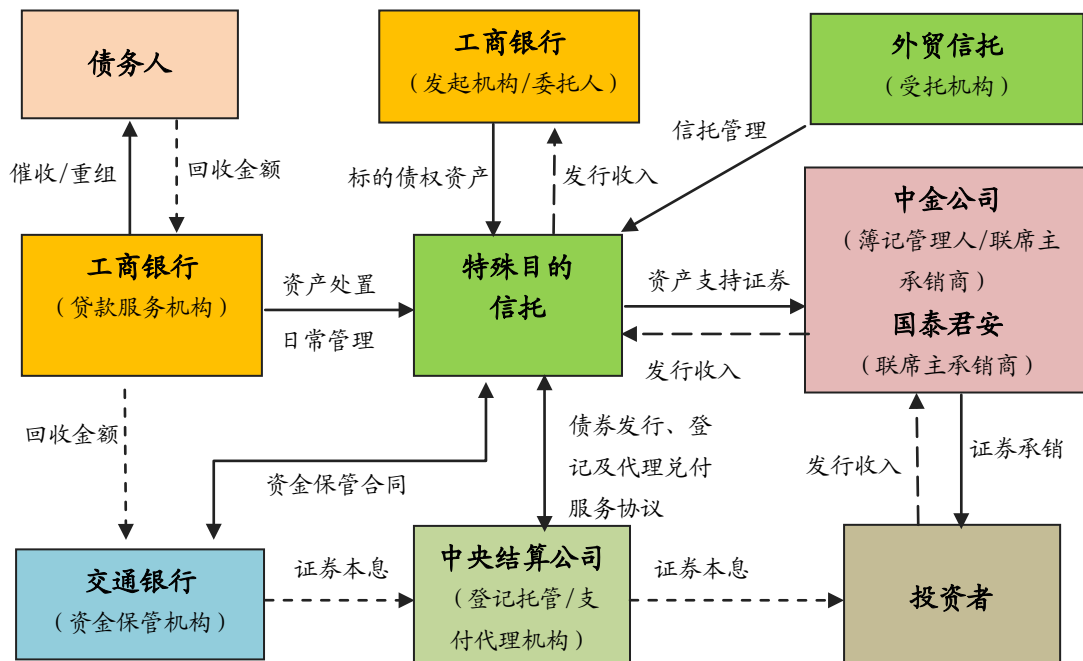 债务人
工商银行
（发起机构/委托人）
外贸信托
（受托机构）
催收/重组
回收金额
标的债权资产
发行收入
信托管理
工商银行
（贷款服务机构）
资产处置
日常管理
特殊目的
信托
资产支持证券
发行收入
中金公司
（簿记管理人/联席主
承销商）
国泰君安
（联席主承销商）
回收金额
资金保管合同
债券发行、登
记及代理兑付
服务协议
发行收入
证券承销
交通银行
（资金保管机构）
证券本息
中央结算公司
（登记托管/支
付代理机构）
证券本息
投资者